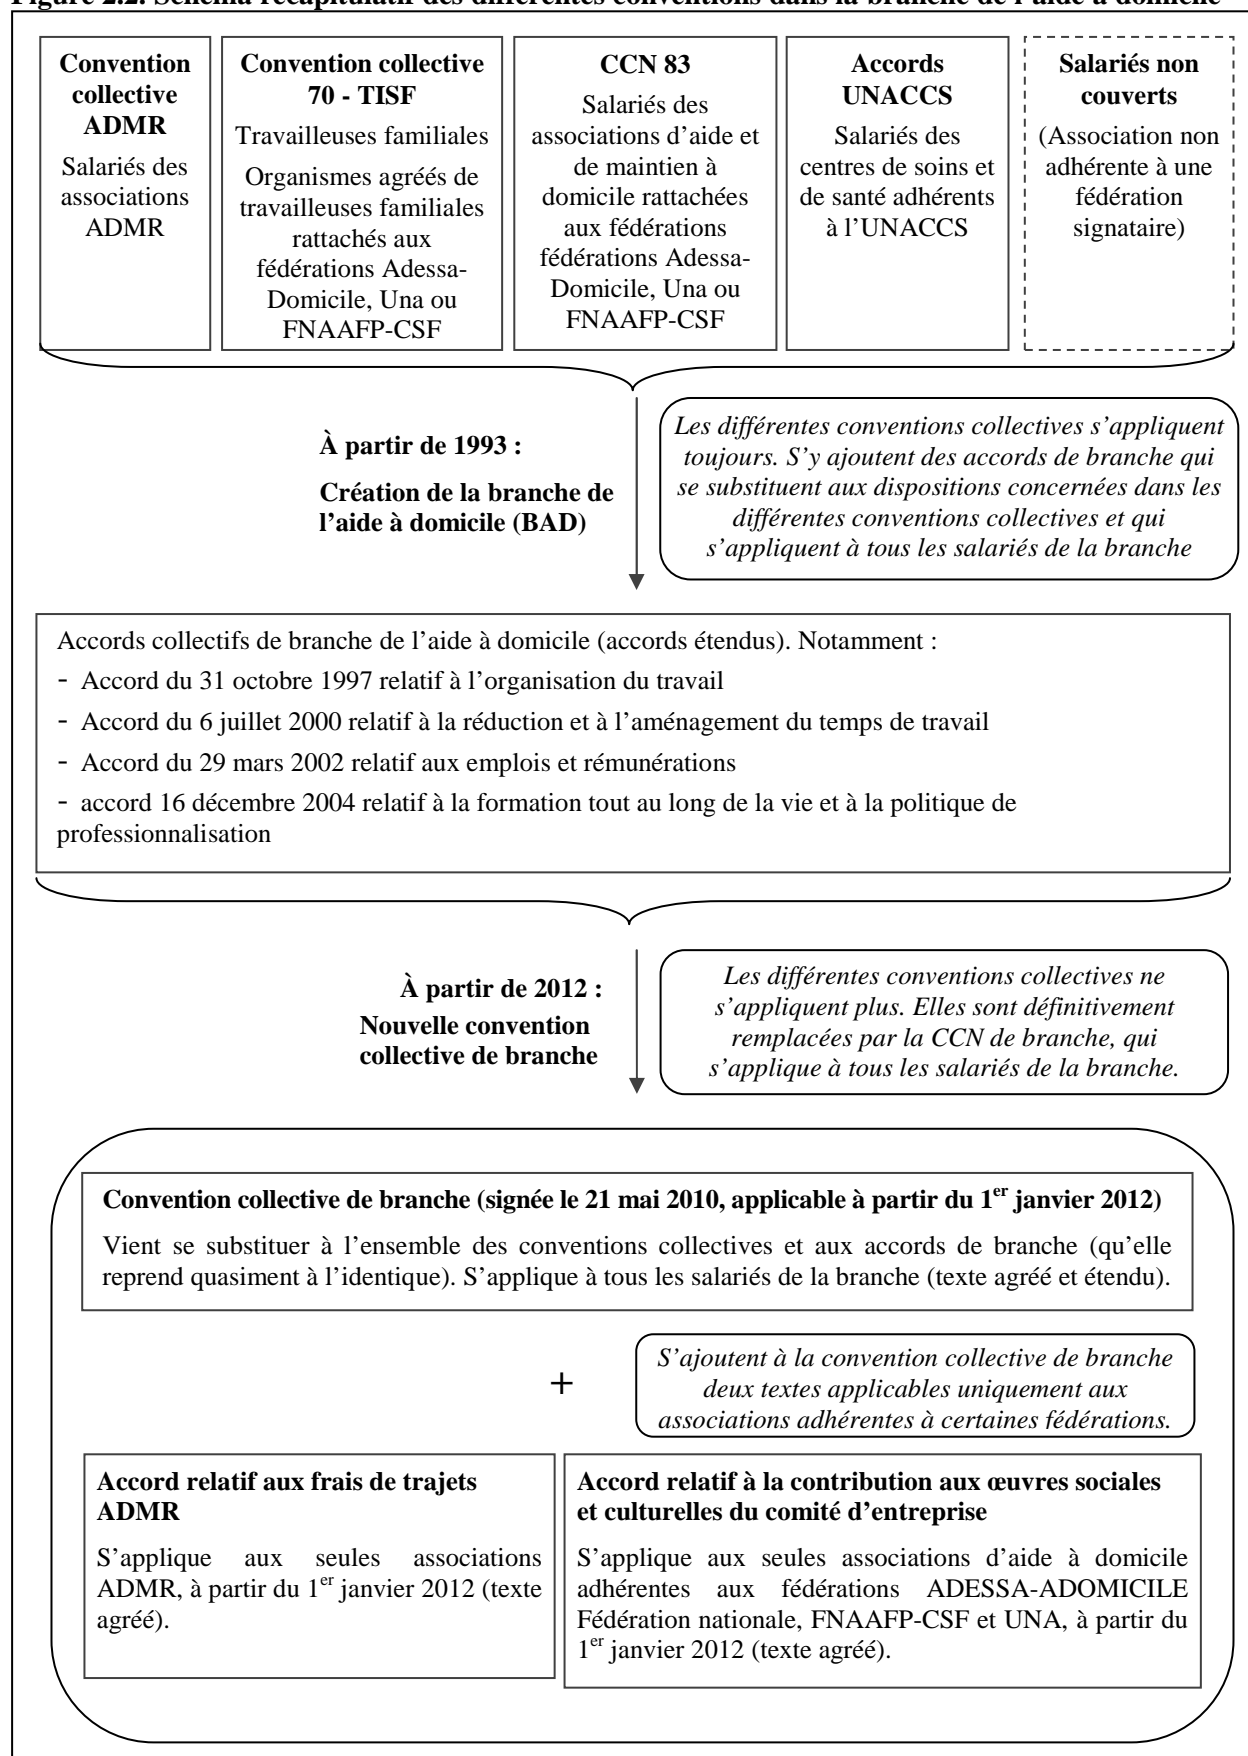 Figure 2.2. Schéma récapitulatif des différentes conventions dans la branche de l'aide à domicile
Convention
collective
ADMR
Salariés des
associations
ADMR
Convention collective
70 - TISF
Travailleuses familiales
Organismes agréés de
travailleuses familiales
rattachés aux
fédérations Adessa-
Domicile, Una ou
FNAAFP-CSF
CCN 83
Salariés des
associations d'aide et
de maintien à
domicile rattachées
aux fédérations
fédérations Adessa-
Domicile, Una ou
FNAAFP-CSF
Accords
UNACCS
Salariés des
centres de soins et
de santé adhérents
à l'UNACCS
Salariés non
couverts
(Association non
adhérente à une
fédération
signataire)
À partir de 1993 :
Création de la branche de
l'aide à domicile (BAD)
Les différentes conventions collectives s'appliquent
toujours. S'y ajoutent des accords de branche qui
se substituent aux dispositions concernées dans les
différentes conventions collectives et qui
s'appliquent à tous les salariés de la branche
Accords collectifs de branche de l'aide à domicile (accords étendus). Notamment :
- Accord du 31 octobre 1997 relatif à l'organisation du travail
- Accord du 6 juillet 2000 relatif à la réduction et à l'aménagement du temps de travail
- Accord du 29 mars 2002 relatif aux emplois et rémunérations
- accord 16 décembre 2004 relatif à la formation tout au long de la vie et à la politique de
professionnalisation
À partir de 2012 :
Nouvelle convention
collective de branche
Les différentes conventions collectives ne
s'appliquent plus. Elles sont définitivement
remplacées par la CCN de branche, qui
s'applique à tous les salariés de la branche.
Convention collective de branche (signée le 21 mai 2010, applicable à partir du 1er janvier 2012)
Vient se substituer à l'ensemble des conventions collectives et aux accords de branche (qu'elle
reprend quasiment à l'identique). S'applique à tous les salariés de la branche (texte agréé et étendu).
+
S'ajoutent à la convention collective de branche
deux textes applicables uniquement aux
associations adhérentes à certaines fédérations.
Accord relatif aux frais de trajets
ADMR
S'applique aux seules associations
ADMR, à partir du 1er janvier 2012 (texte
agréé).
Accord relatif à la contribution aux œuvres sociales
et culturelles du comité d'entreprise
S'applique aux seules associations d'aide à domicile
adhérentes aux fédérations ADESSA-ADOMICILE
Fédération nationale, FNAAFP-CSF et UNA, à partir du
1er janvier 2012 (texte agréé).